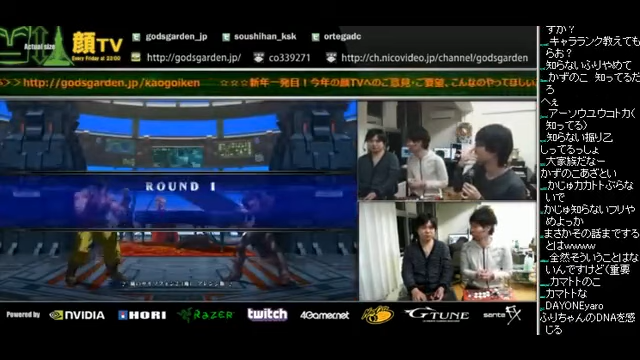 Actual size
顔TV
Every Friday at 23:00
godsgarden_jp
soushihan_ksk
ortegadc
http://godsgarden.jp/
co339271
http://ch.nicovideo.jp/channel/godsgarden
http://godsgarden.jp/kaogoiken
☆☆☆新年一発目!今年の顔TVへのご意見・ご要望、こんなのやってほしい
ROUND 1
Powered by
NVIDIA
HORI
RAZER
twitch
4Gamer.net
G TUNE
すか?
キャラランク教えても
らお?
知らないふりやめて
かずのこ 知ってるだ
ろ
へぇ
アーソウユウコトカ(
知ってる)
知らない振り乙
しってるっしょ
大家族だなー
かずのこあざとい
かじゅカカトトぶらな
いで
かじゅ知らないフリや
めよっか
まさかその話まですると
はwwww
全然そういうことはな
いんですけど(重要
カマトトのこ
カマトトな
DAYONEyaro
ふりちゃんのDNAを感
じる